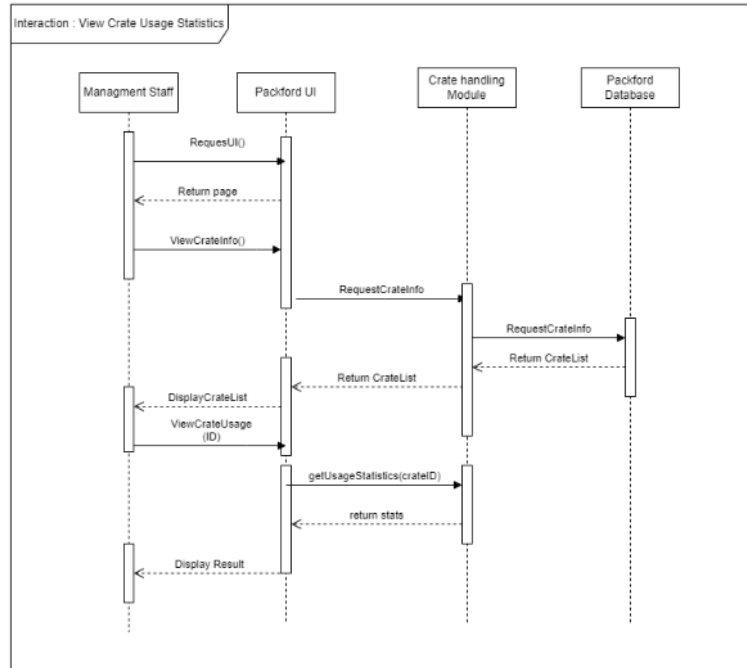 Interaction : View Crate Usage Statistics
Managment Staff
Packford UI
Crate handling
Module
Packford
Database
RequesUI()
Return page
ViewCrateInfo()
RequestCrateInfo
RequestCrateInfo
Return CrateList
Return CrateList
DisplayCrateList
ViewCrateUsage
(ID)
getUsageStatistics(crateID)
return stats
Display Result